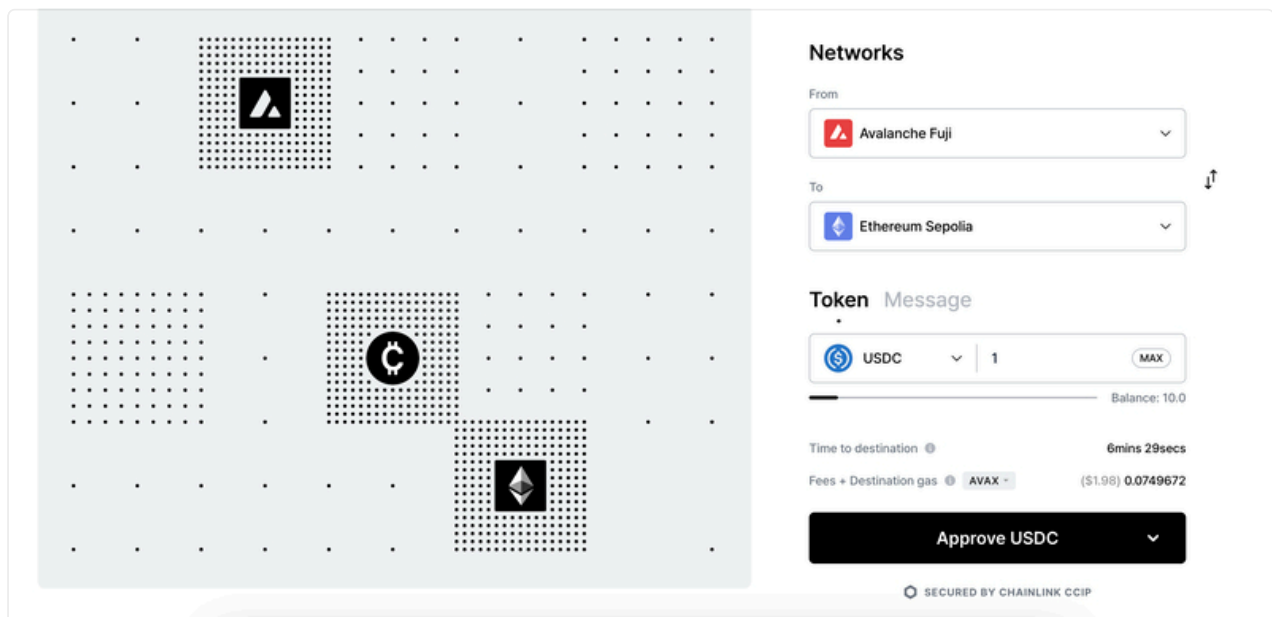 Networks
From
Avalanche Fuji
To
Ethereum Sepolia
Token Message
USDC 1 MAX
Balance: 10.0
Time to destination 6mins 29secs
Fees + Destination gas AVAX ($1.98) 0.0749672
Approve USDC
SECURED BY CHAINLINK CCIP